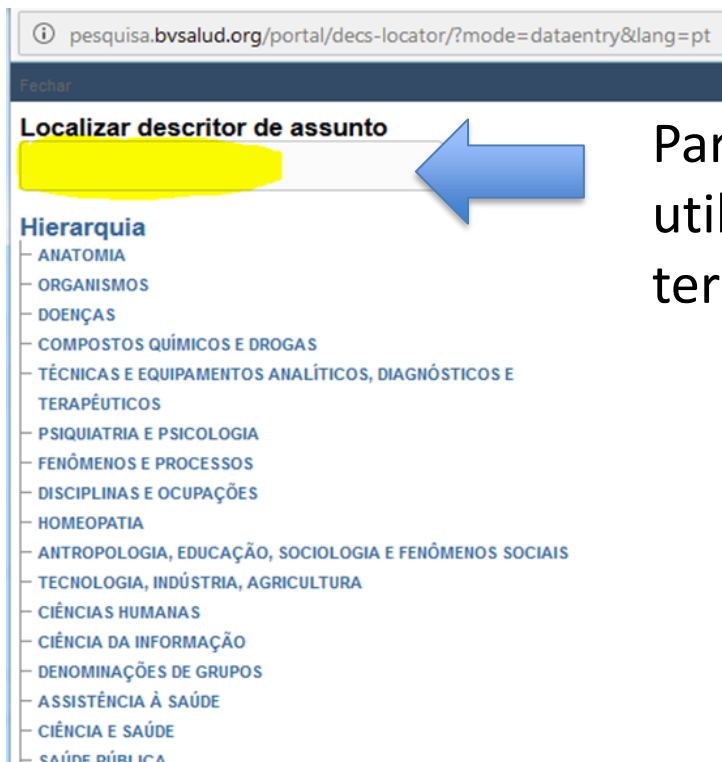 pesquisa.bvsalud.org/portal/decs-locator/?mode=dataentry&lang=pt
Fechar
Localizar descritor de assunto
Hierarquia
ANATOMIA
ORGANISMOS
DOENÇAS
COMPOSTOS QUÍMICOS E DROGAS
TÉCNICAS E EQUIPAMENTOS ANALÍTICOS, DIAGNÓSTICOS E
TERAPÊUTICOS
PSIQUIATRIA E PSICOLOGIA
FENÔMENOS E PROCESSOS
DISCIPLINAS E OCUPAÇÕES
HOMEOPATIA
ANTROPOLOGIA, EDUCAÇÃO, SOCIOLOGIA E FENÔMENOS SOCIAIS
TECNOLOGIA, INDÚSTRIA, AGRICULTURA
CIÊNCIAS HUMANAS
CIÊNCIA DA INFORMAÇÃO
DENOMINAÇÕES DE GRUPOS
ASSISTÊNCIA À SAÚDE
CIÊNCIA E SAÚDE
SAÚDE PÚBLICA